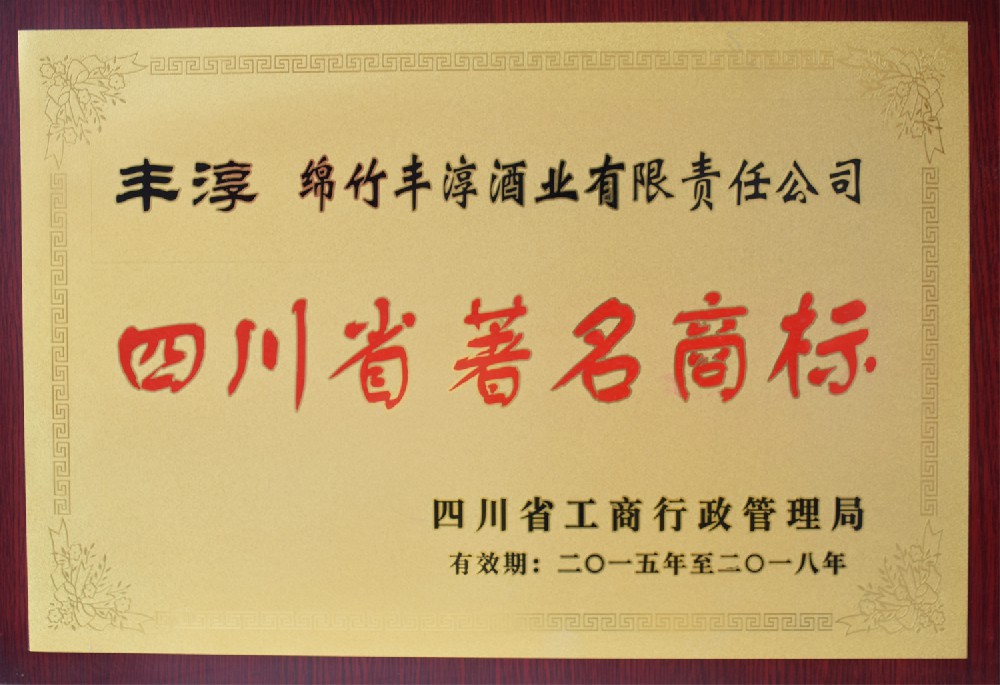 丰淳 绵竹丰淳酒业有限责任公司
四川省著名商标
四川省工商行政管理局
有效期：二〇一五年至二〇一八年